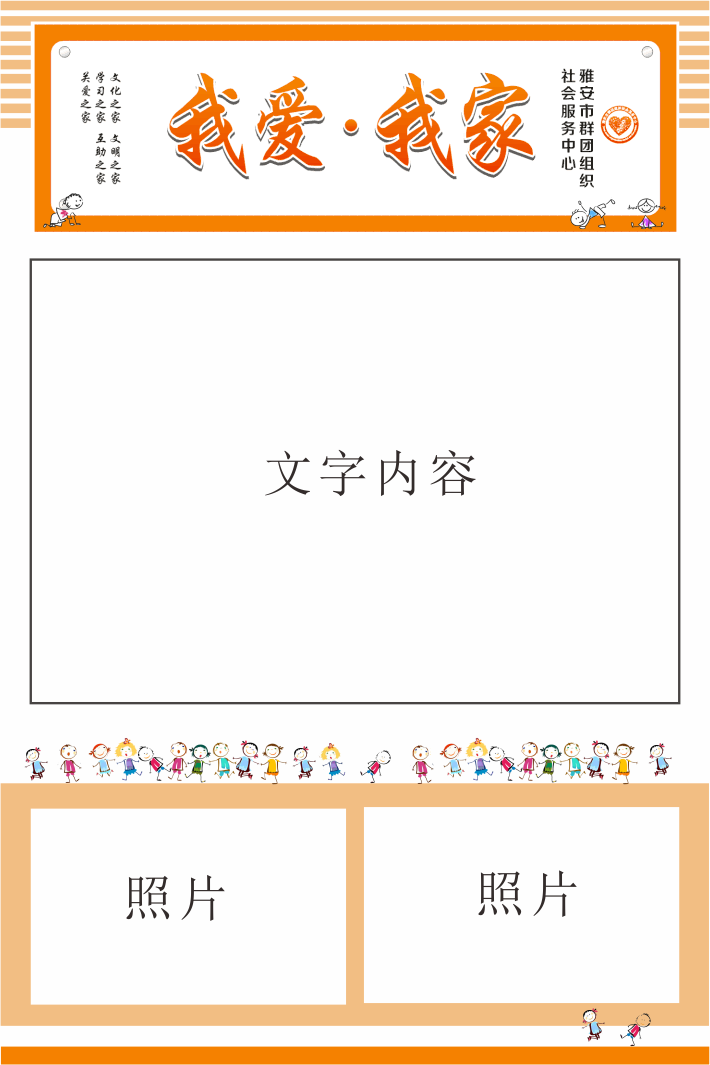 文化之家 文明之家
学习之家 互助之家
关爱之家
我爱·我家
雅安市群团组织
社会服务中心
文字内容
照片
照片